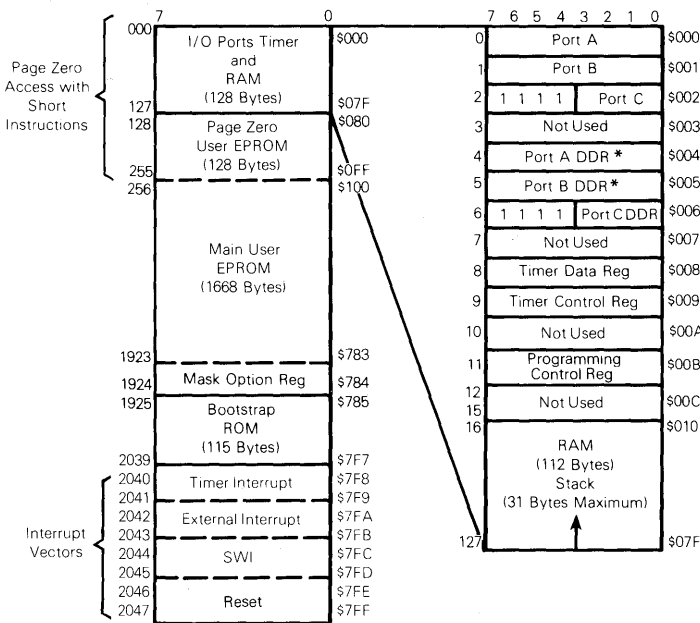 7 0
000
I/O Ports Timer
and
RAM
(128 Bytes)
$000
Page Zero
Access with
Short
Instructions
127
$07F
128
$080
Page Zero
User EPROM
(128 Bytes)
255
$0FF
256
$100
Main User
EPROM
(1668 Bytes)
1923
$783
1924
Mask Option Reg
$784
1925
$785
Bootstrap
ROM
(115 Bytes)
2039
$7F7
Interrupt
Vectors
2040
Timer Interrupt
$7F8
2041
$7F9
2042
External Interrupt
$7FA
2043
$7FB
2044
SWI
$7FC
2045
$7FD
2046
Reset
$7FE
2047
$7FF
7 6 5 4 3 2 1 0
0 Port A $000
1 Port B $001
2 1 1 1 1 Port C $002
3 Not Used $003
4 Port A DDR * $004
5 Port B DDR * $005
6 1 1 1 1 Port C DDR $006
7 Not Used $007
8 Timer Data Reg $008
9 Timer Control Reg $009
10 Not Used $00A
11 Programming
Control Reg $00B
12
15 Not Used $00C
16 $010
RAM
(112 Bytes)
Stack
(31 Bytes Maximum)
127 $07F